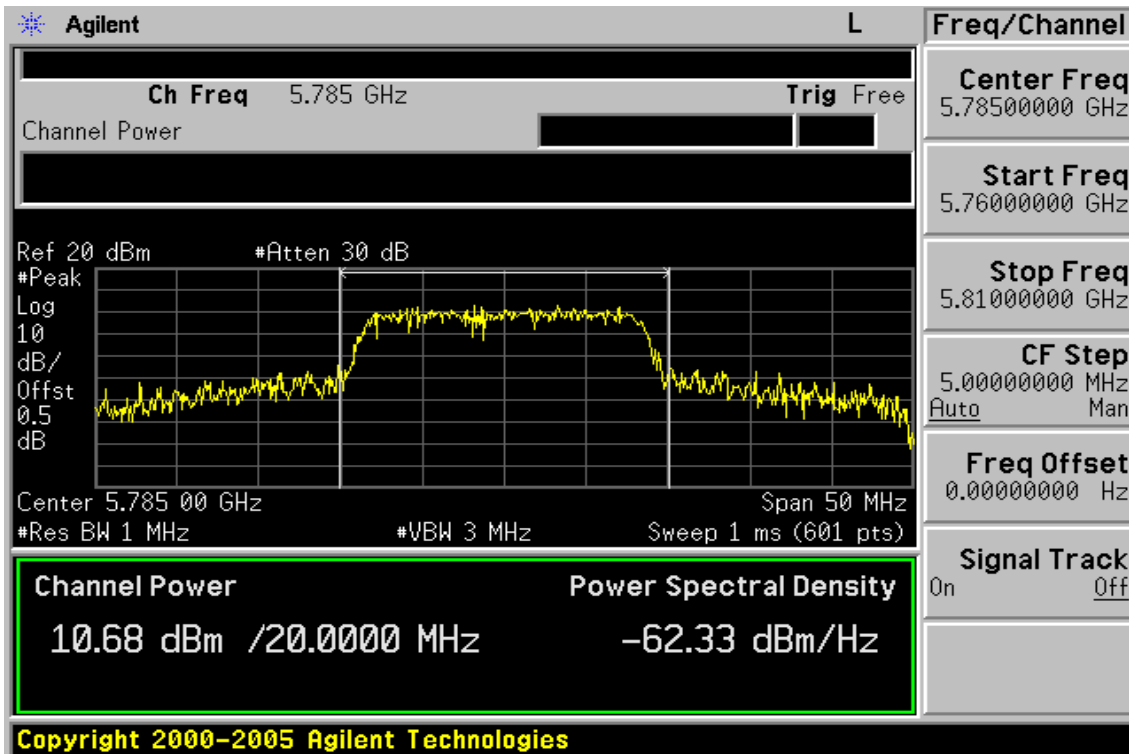 Agilent L Freq/Channel
Ch Freq 5.785 GHz Trig Free
Channel Power
Center Freq
5.78500000 GHz
Start Freq
5.76000000 GHz
Stop Freq
5.81000000 GHz
CF Step
5.00000000 MHz
Auto Man
Freq Offset
0.00000000 Hz
Signal Track
On Off
Ref 20 dBm #Atten 30 dB
#Peak
Log
10
dB/
Offst
0.5
dB
Center 5.785 00 GHz Span 50 MHz
#Res BW 1 MHz #VBW 3 MHz Sweep 1 ms (601 pts)
Channel Power Power Spectral Density
10.68 dBm /20.0000 MHz -62.33 dBm/Hz
Copyright 2000-2005 Agilent Technologies